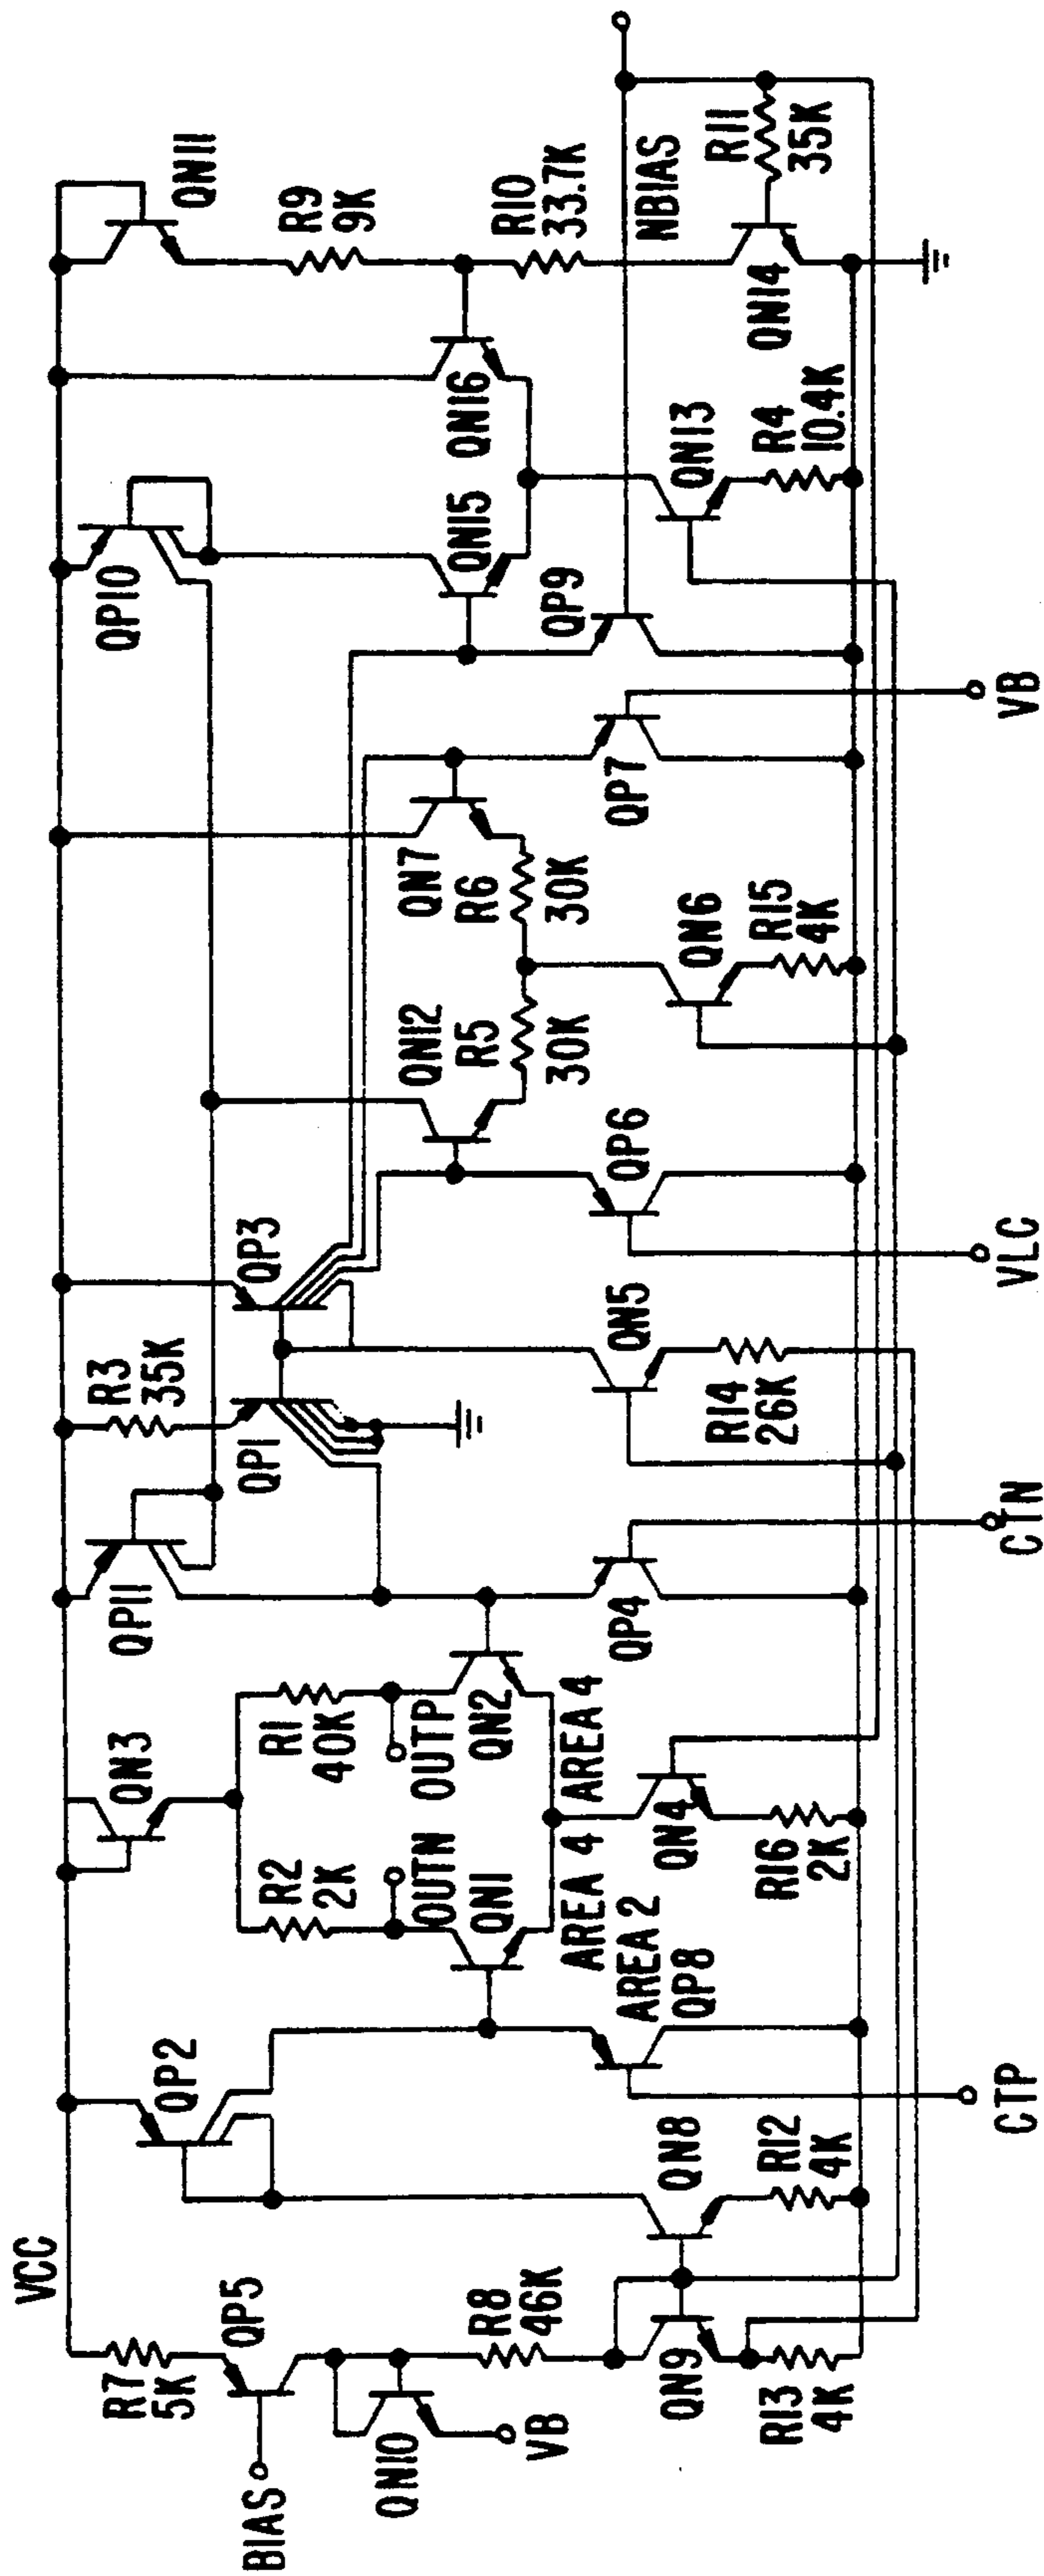 VCC
R7
5K
QP5
BIAS
QN10
VB
R8
46K
QN9
R13
4K
QP2
QN8
R12
4K
CTP
AREA 2
QP8
QN3
R2
2K
OUTN
QN1
AREA 4
R1
40K
OUTP
QN2
AREA 4
QN4
R16
2K
QP11
QP4
CTN
R3
35K
QP1
QP3
QN5
R14
26K
QP6
VLC
QN12
R5
30K
QN7
R6
30K
QN6
R15
4K
QP7
VB
QP10
QN15
QP9
QN16
QN13
R4
10.4K
QN11
R9
9K
R10
33.7K
NBIAS
QN14
R11
35K